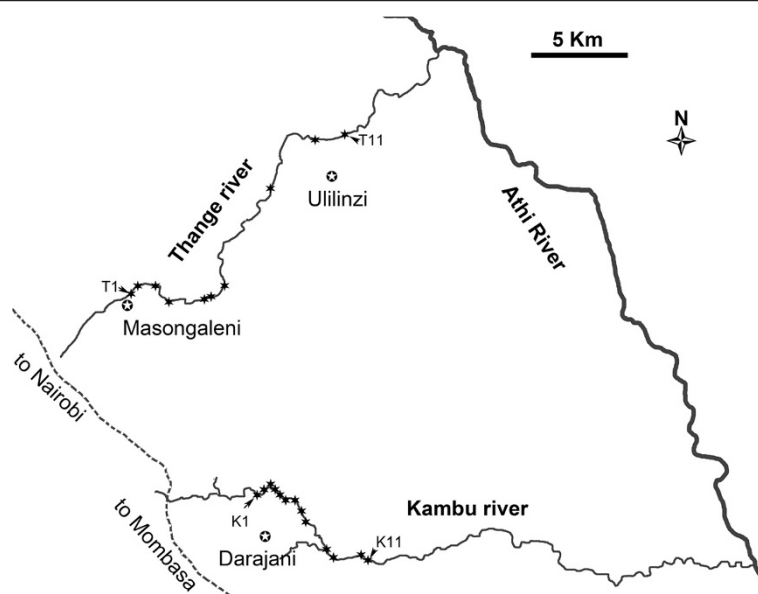 5 Km
N
T11
Thange river
Ulilinzi
Athi River
T1
Masongaleni
to Nairobi
K1
Kambu river
to Mombasa
K11
Darajani